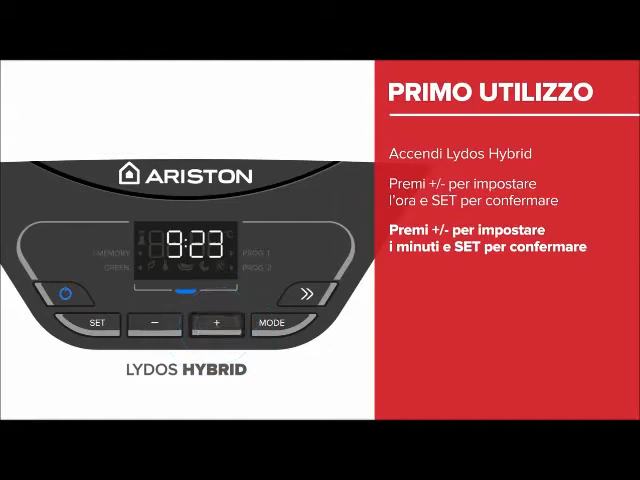 PRIMO UTILIZZO
Accendi Lydos Hybrid
Premi +/- per impostare
l'ora e SET per confermare
Premi +/- per impostare
i minuti e SET per confermare
ARISTON
9:23
MEMORY
PROG 1
GREEN
PROG 2
SET
−
+
MODE
LYDOS HYBRID